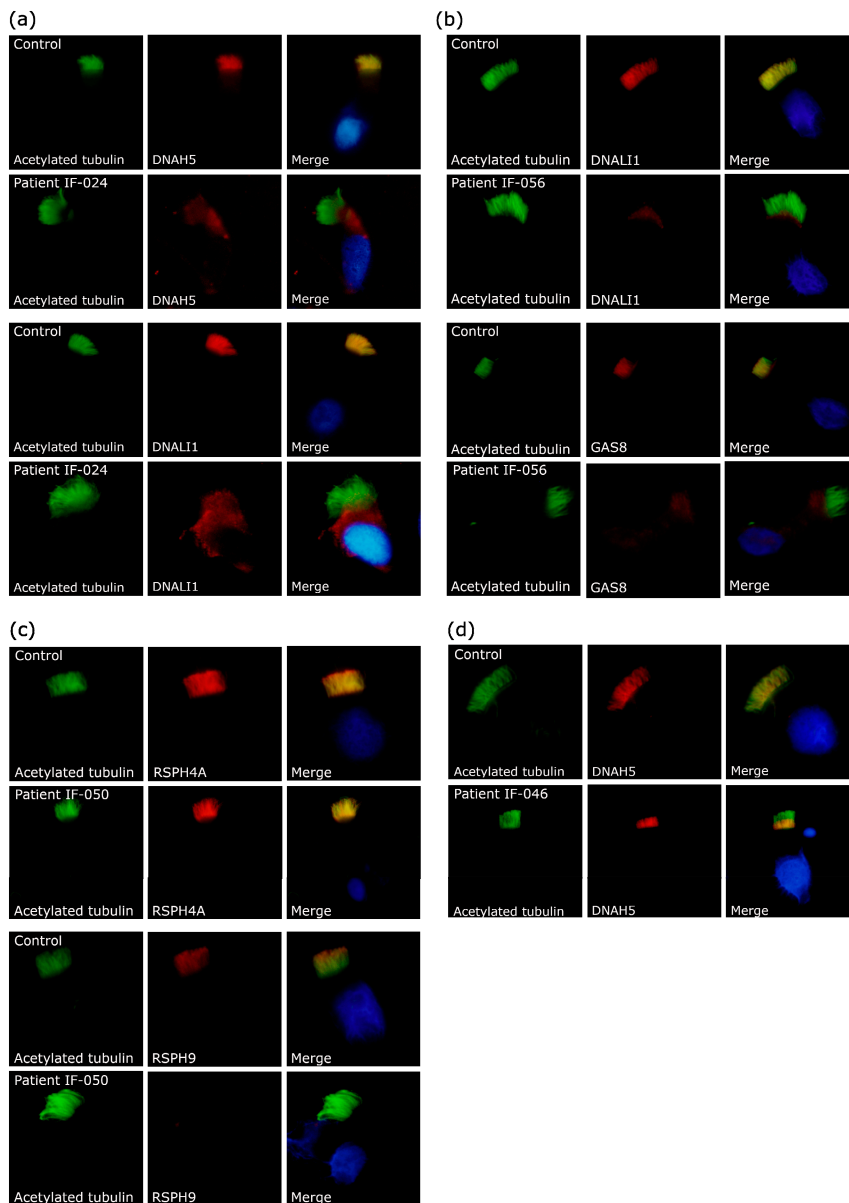 (a)
Control
Acetylated tubulin DNAH5 Merge
Patient IF-024
Acetylated tubulin DNAH5 Merge
Control
Acetylated tubulin DNALI1 Merge
Patient IF-024
Acetylated tubulin DNALI1 Merge
(b)
Control
Acetylated tubulin DNALI1 Merge
Patient IF-056
Acetylated tubulin DNALI1 Merge
Control
Acetylated tubulin GAS8 Merge
Patient IF-056
Acetylated tubulin GAS8 Merge
(c)
Control
Acetylated tubulin RSPH4A Merge
Patient IF-050
Acetylated tubulin RSPH4A Merge
Control
Acetylated tubulin RSPH9 Merge
Patient IF-050
Acetylated tubulin RSPH9 Merge
(d)
Control
Acetylated tubulin DNAH5 Merge
Patient IF-046
Acetylated tubulin DNAH5 Merge